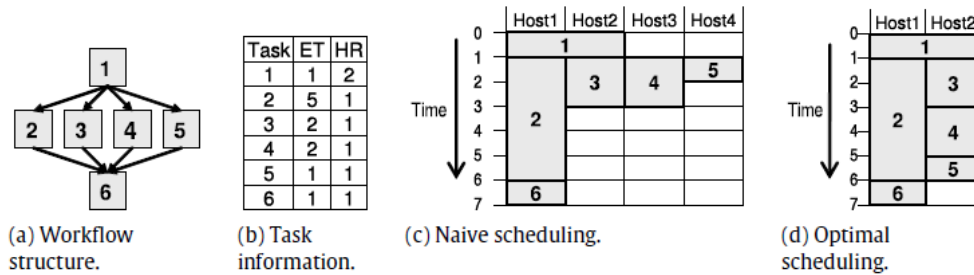 1
2 3 4 5
6
(a) Workflow
structure.
Task ET HR
1 1 2
2 5 1
3 2 1
4 2 1
5 1 1
6 1 1
(b) Task
information.
Host1 Host2 Host3 Host4
Time
0
1
2
3
4
5
6
7
1
2
3
4
5
6
(c) Naive scheduling.
Host1 Host2
Time
0
1
2
3
4
5
6
7
1
2
3
4
5
6
(d) Optimal
scheduling.